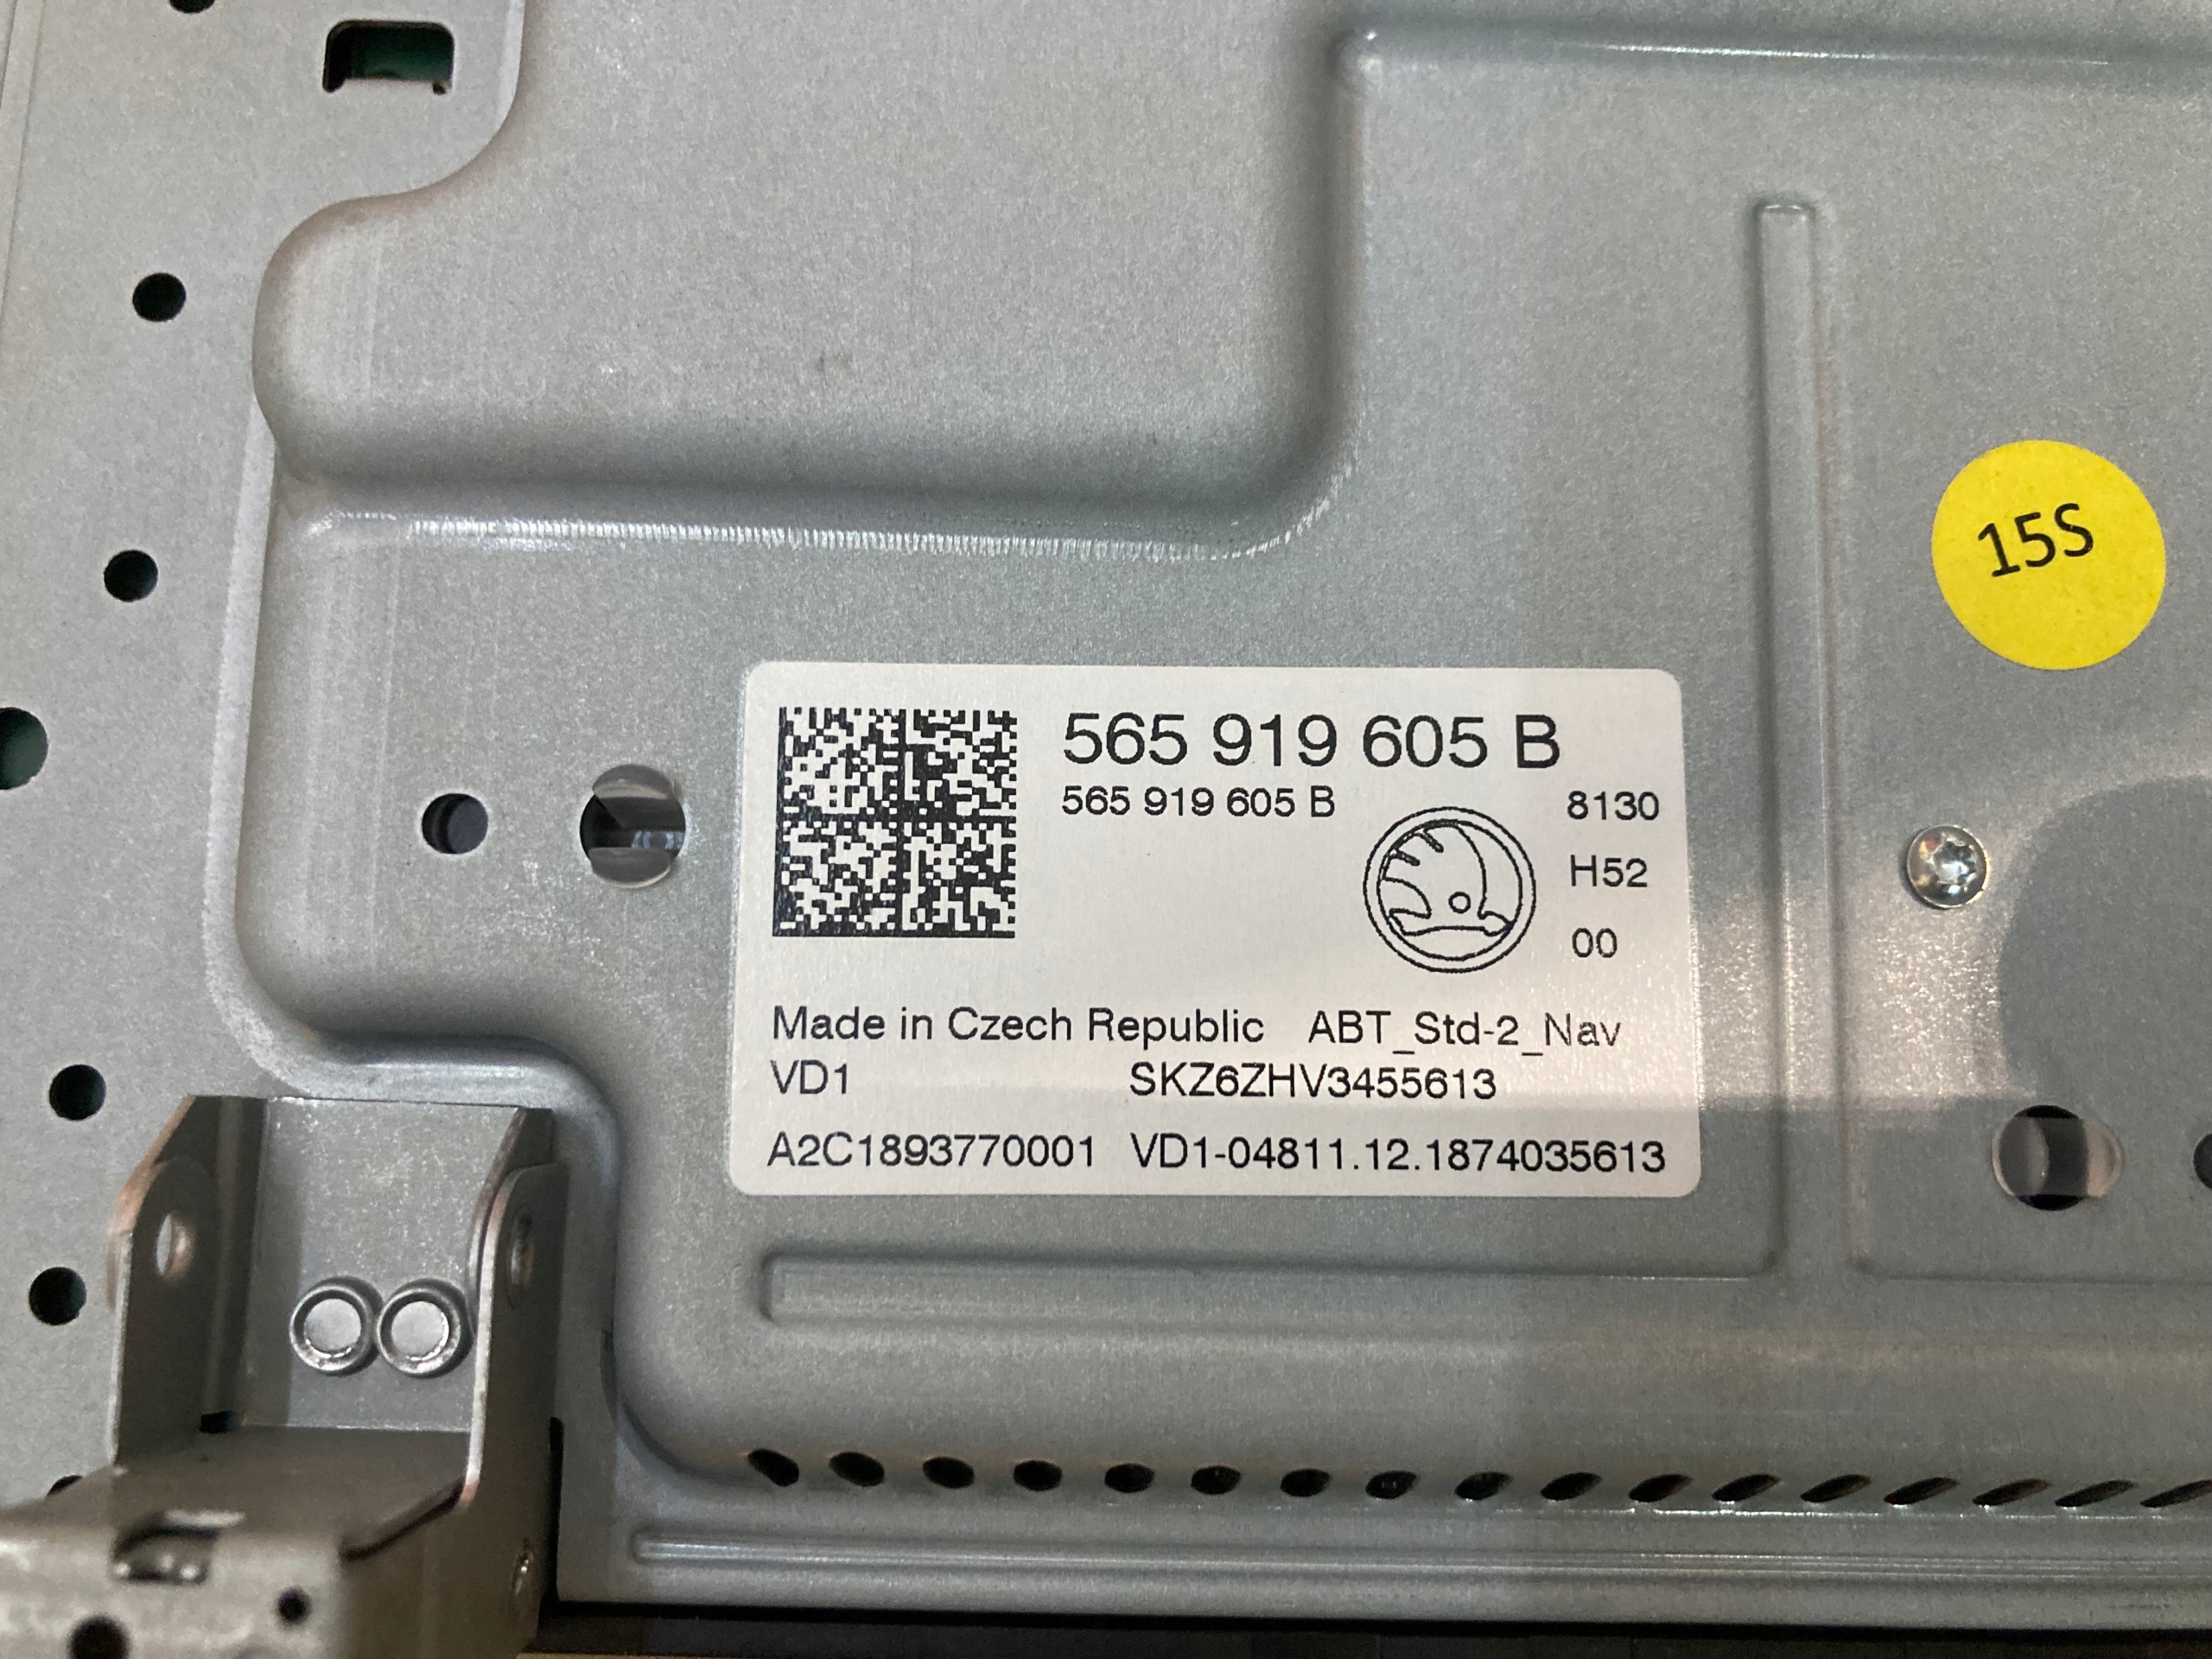 15S
565 919 605 B
565 919 605 B
8130
H52
00
Made in Czech Republic ABT_Std-2_Nav
VD1 SKZ6ZHV3455613
A2C1893770001 VD1-04811.12.1874035613